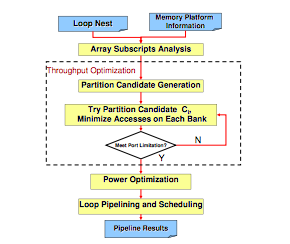 Loop Nest
Memory Platform
Information
Array Subscripts Analysis
Throughput Optimization
Partition Candidate Generation
Try Partition Candidate Ci,
Minimize Accesses on Each Bank
Meet Port Limitation?
N
Y
Power Optimization
Loop Pipelining and Scheduling
Pipeline Results